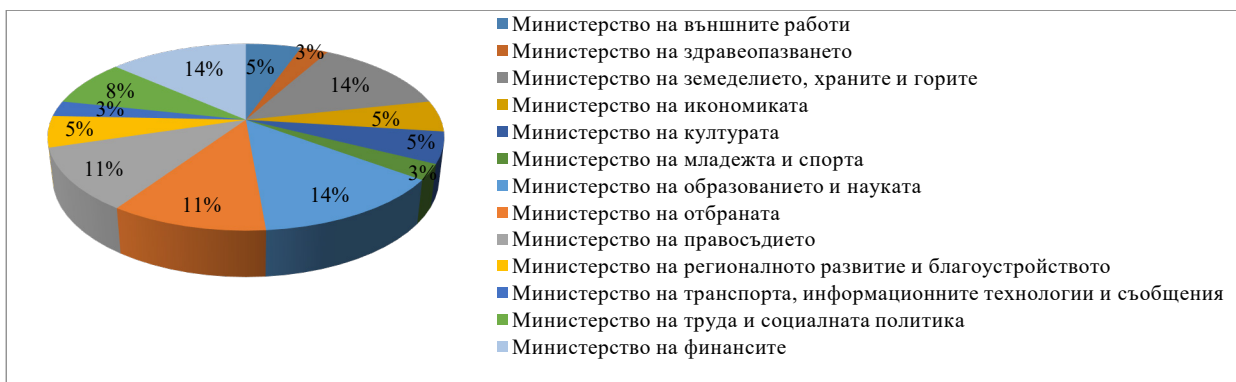 Министерство на външните работи
Министерство на здравеопазването
Министерство на земеделието, храните и горите
Министерство на икономиката
Министерство на културата
Министерство на младежта и спорта
Министерство на образованието и науката
Министерство на отбраната
Министерство на правосъдието
Министерство на регионалното развитие и благоустройството
Министерство на транспорта, информационните технологии и съобщения
Министерство на труда и социалната политика
Министерство на финансите
5%
3%
14%
5%
5%
3%
14%
11%
11%
5%
3%
8%
14%